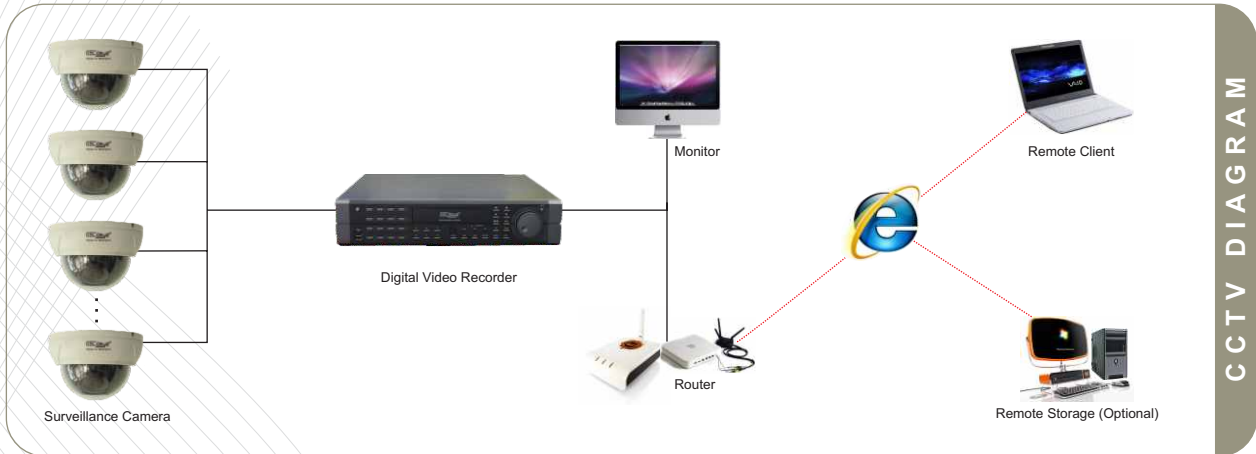 Surveillance Camera
Digital Video Recorder
Monitor
Router
Remote Client
Remote Storage (Optional)
CCTV DIAGRAM